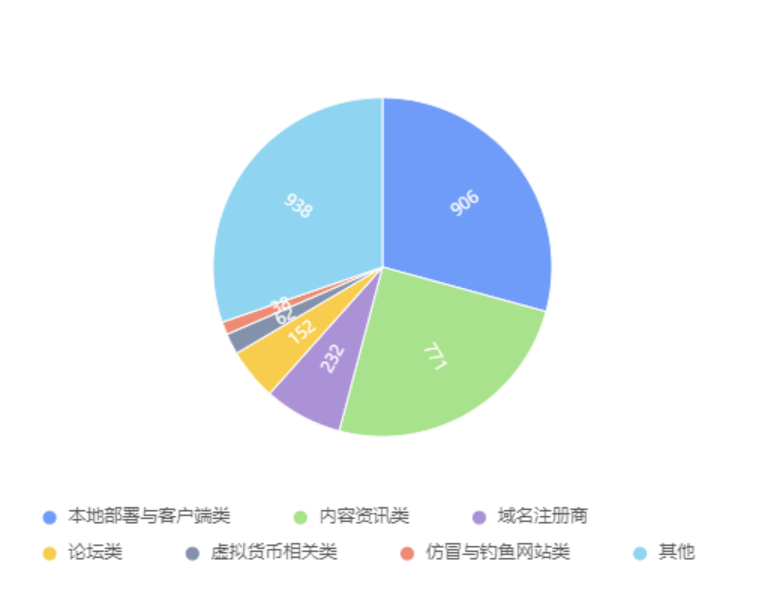 906
938
771
232
152
62
38
本地部署与客户端类
内容资讯类
域名注册商
论坛类
虚拟货币相关类
仿冒与钓鱼网站类
其他